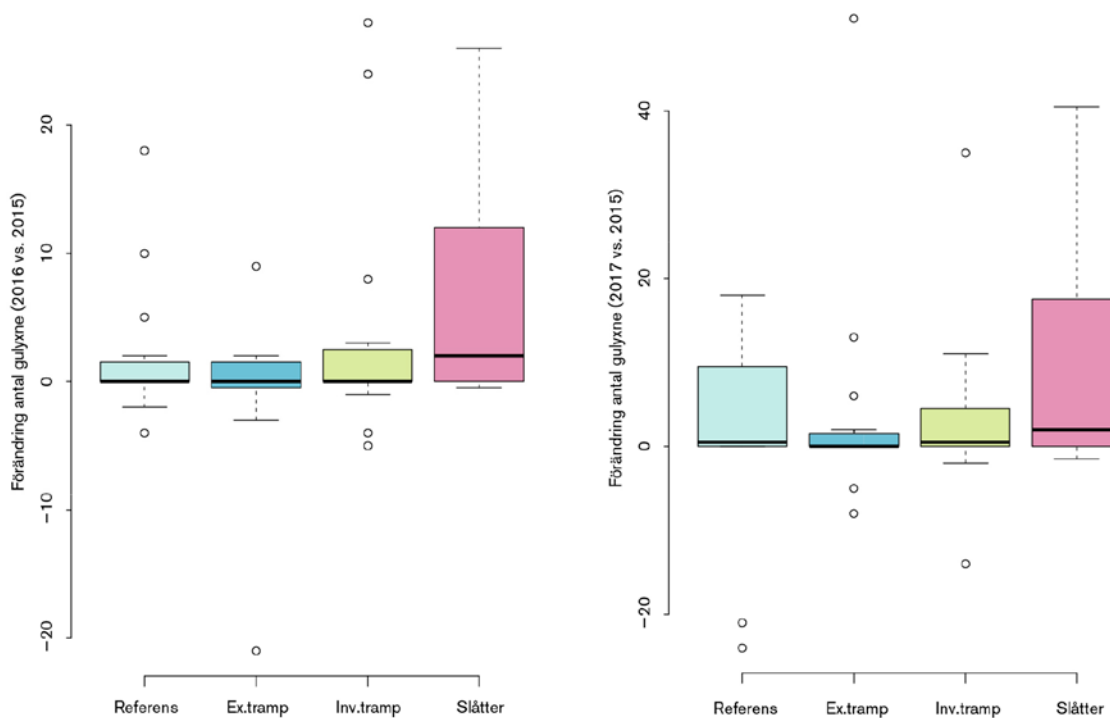 Förändring antal gulyxne (2016 vs. 2015)
20
10
0
−10
−20
Referens Ex.tramp Inv.tramp Slåtter
Förändring antal gulyxne (2017 vs. 2015)
40
20
0
−20
Referens Ex.tramp Inv.tramp Slåtter